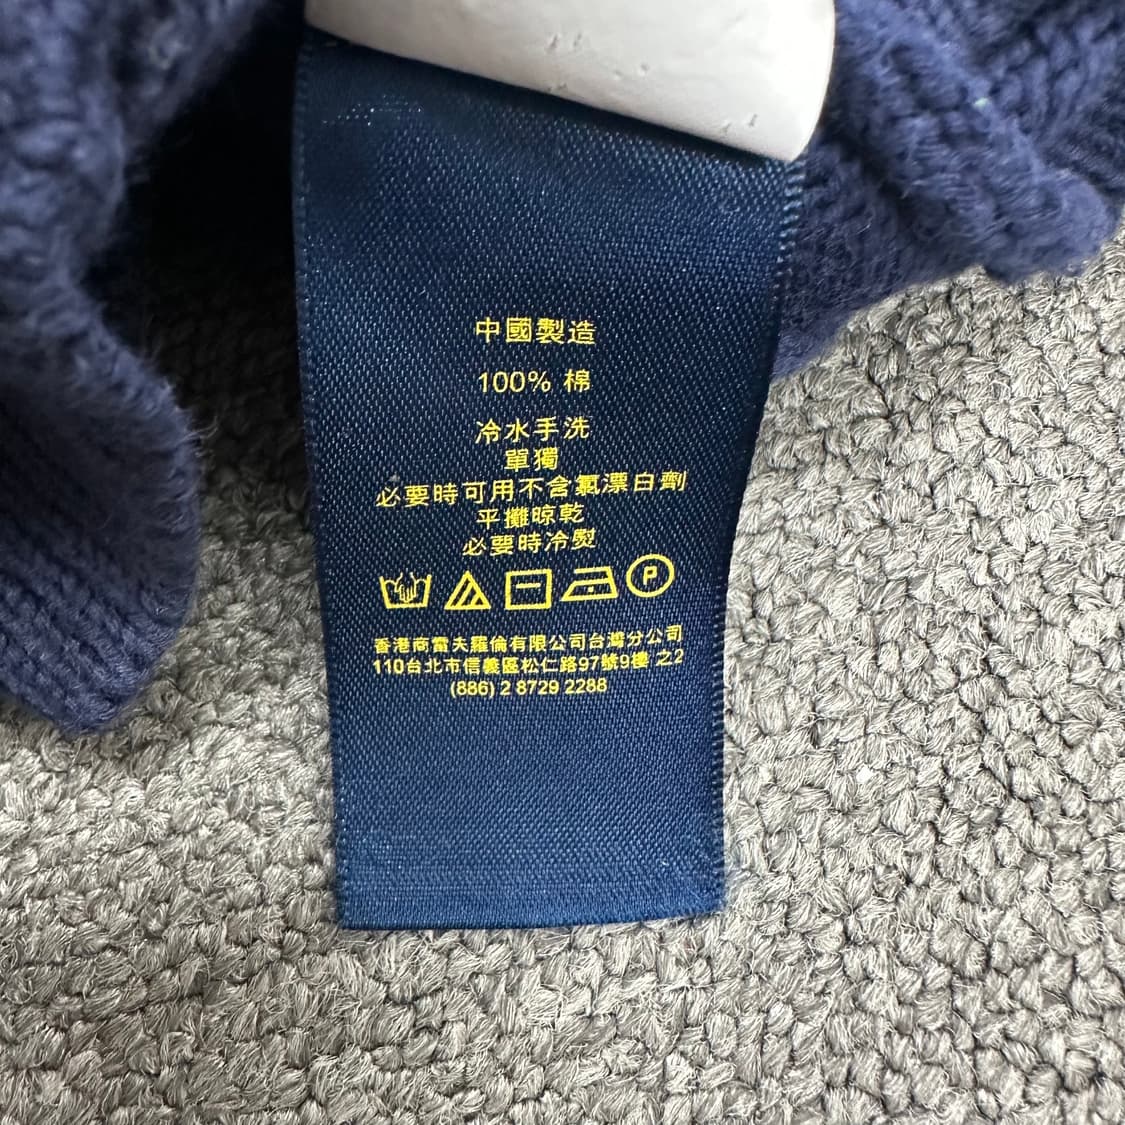 中國製造
100% 棉
冷水手洗
單獨
必要時可用不含氯漂白劑
平攤晾乾
必要時冷熨
P
香港商雷夫羅倫有限公司台灣分公司
110台北市信義區松仁路97號9樓 之2
(886) 2 8729 2288